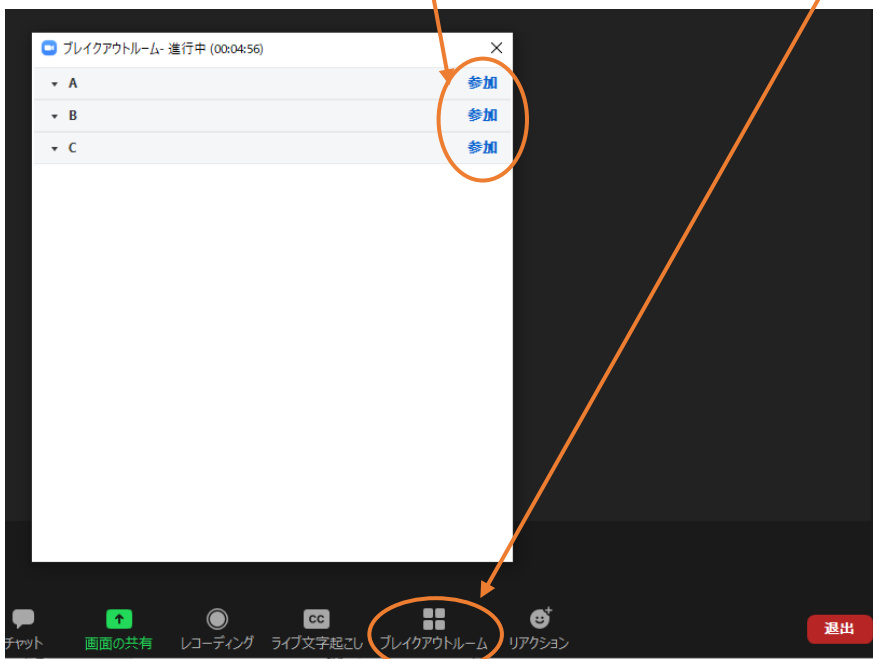 ブレイクアウトルーム- 進行中 (00:04:56)
A 参加
B 参加
C 参加
チャット 画面の共有 レコーディング CC ライブ文字起こし ブレイクアウトルーム リアクション 退出